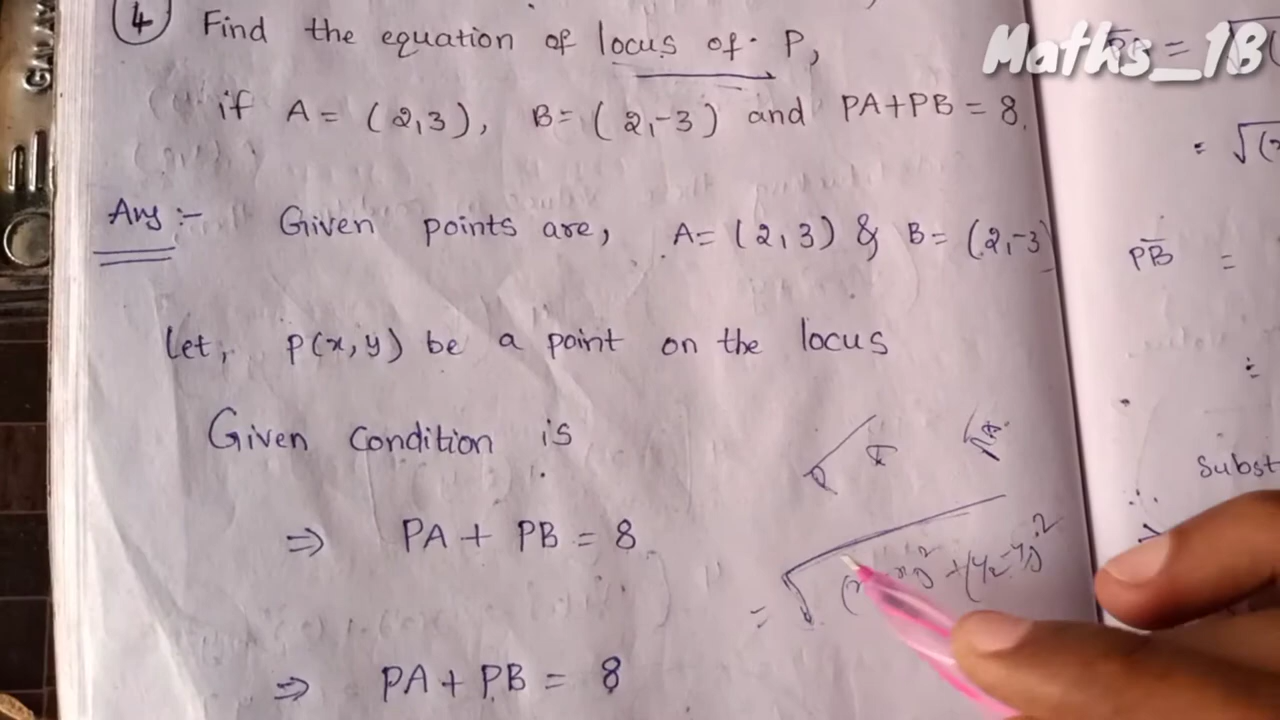 4 Find the equation of locus of P,
if A = (2,3), B = (2,-3) and PA+PB = 8.
Ans :- Given points are, A = (2,3) & B = (2,-3)
Let, P(x,y) be a point on the locus
Given Condition is
⇒ PA + PB = 8
⇒ PA + PB = 8
Maths_1B
PB =
Subst